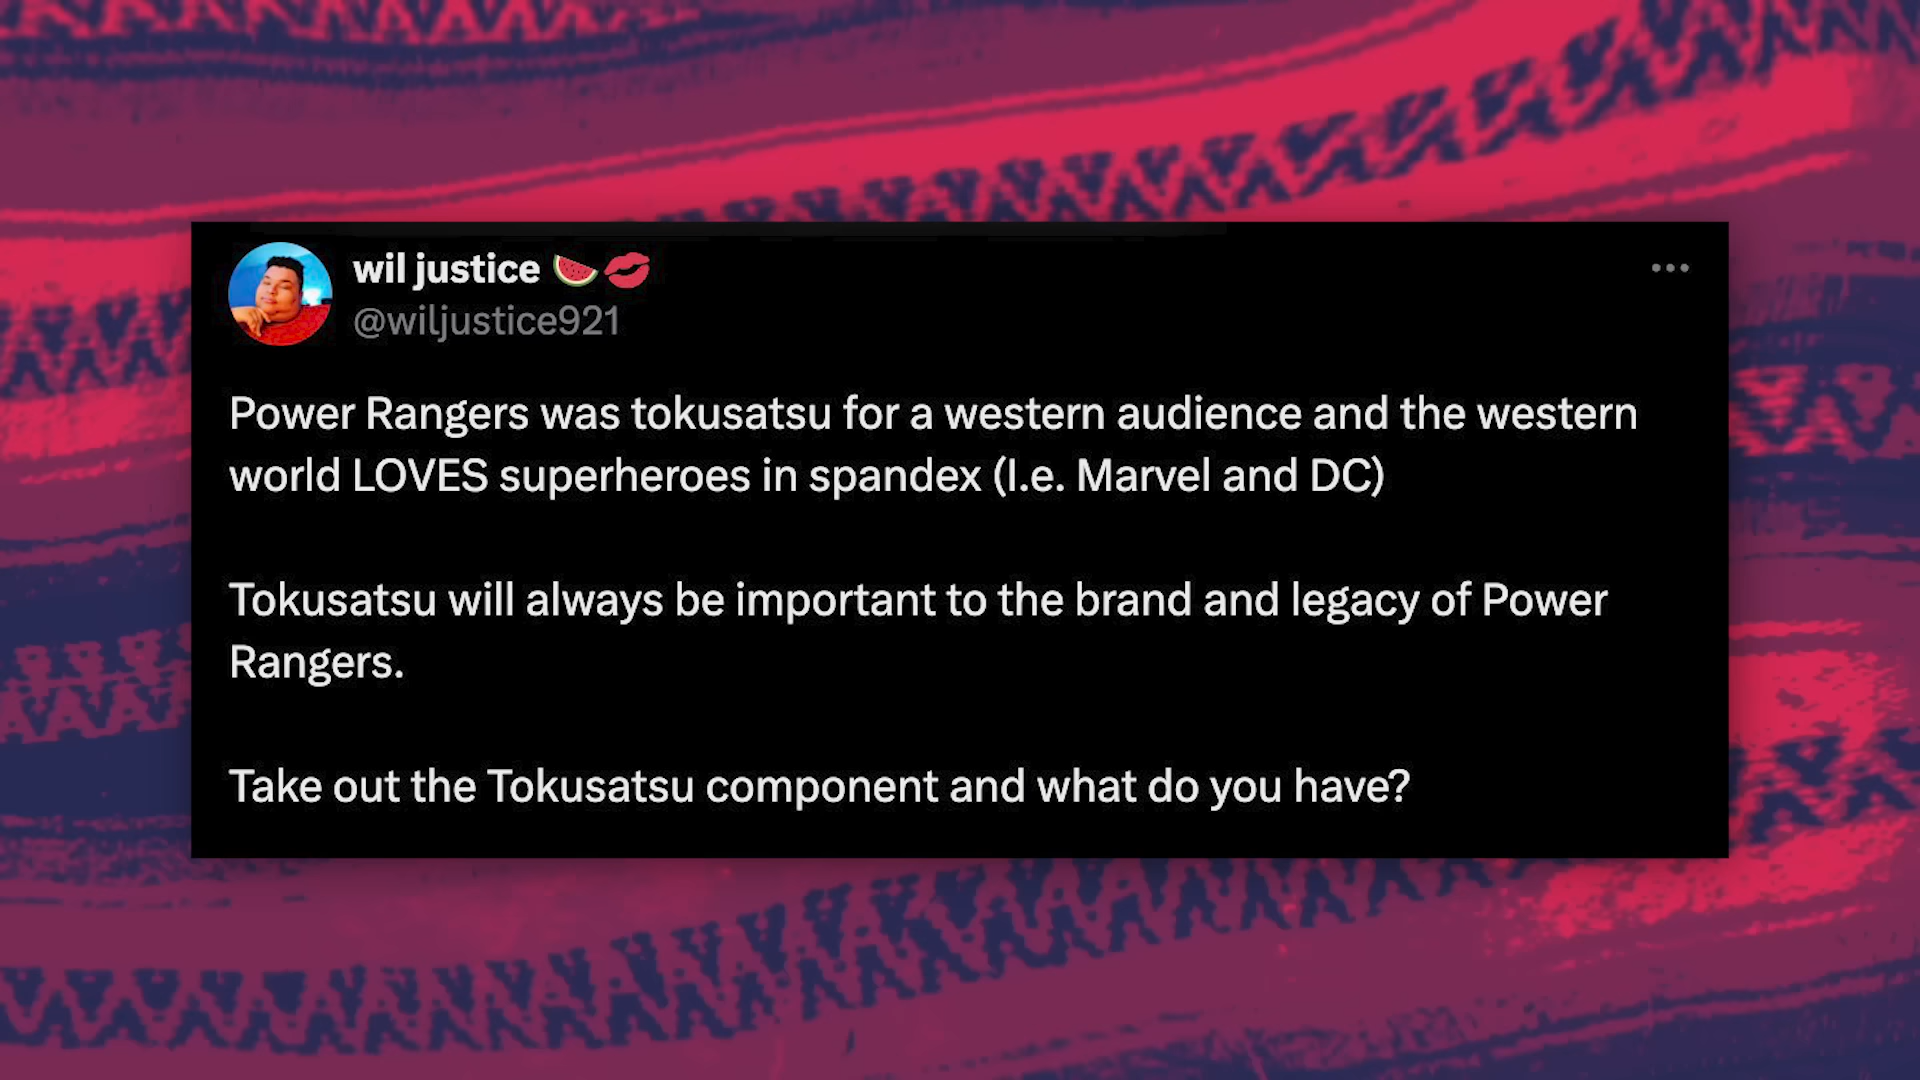 wil justice 🍉💋
@wiljustice921
Power Rangers was tokusatsu for a western audience and the western
world LOVES superheroes in spandex (I.e. Marvel and DC)
Tokusatsu will always be important to the brand and legacy of Power
Rangers.
Take out the Tokusatsu component and what do you have?